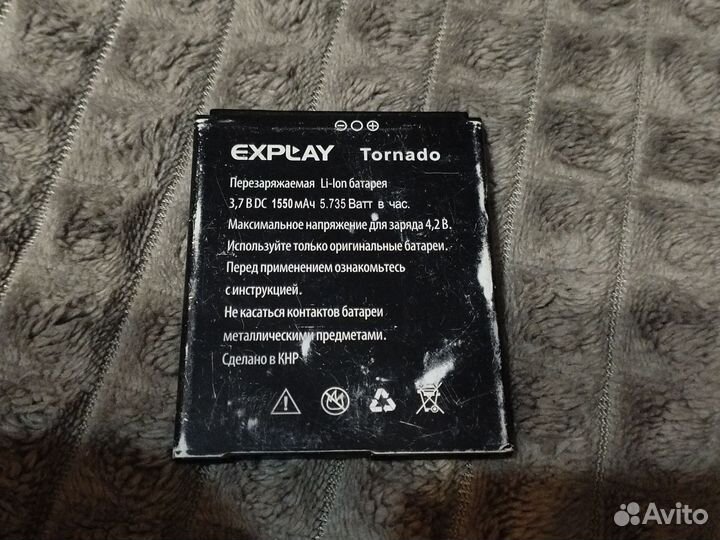 EXPLAY Tornado
Перезаряжаемая Li-Ion батарея
3,7 В DC 1550 мАч 5.735 Ватт в час.
Максимальное напряжение для заряда 4,2 В.
Используйте только оригинальные батареи.
Перед применением ознакомьтесь
с инструкцией.
Не касаться контактов батареи
металлическими предметами.
Сделано в КНР
Avito